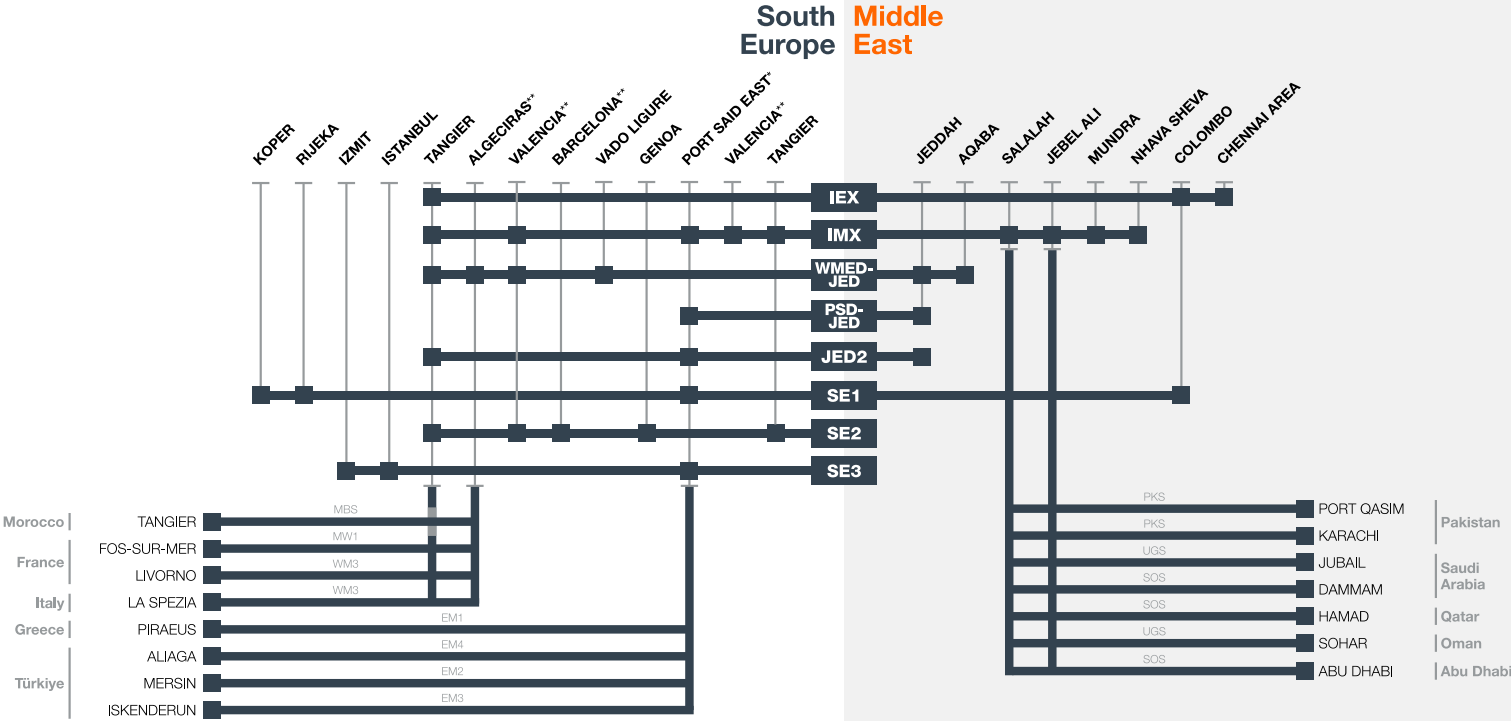 South Middle
Europe East
KOPER
RIJEKA
IZMIT
ISTANBUL
TANGIER
ALGECIRAS**
VALENCIA**
BARCELONA**
VADO LIGURE
GENOA
PORT SAID EAST*
VALENCIA**
TANGIER
JEDDAH
AQABA
SALALAH
JEBEL ALI
MUNDRA
NHAVA SHEVA
COLOMBO
CHENNAI AREA
IEX
IMX
WMED-
JED
PSD-
JED
JED2
SE1
SE2
SE3
Morocco
TANGIER
MBS
France
FOS-SUR-MER
MW1
LIVORNO
WM3
Italy
LA SPEZIA
WM3
Greece
PIRAEUS
EM1
Türkiye
ALIAGA
EM4
MERSIN
EM2
ISKENDERUN
EM3
PKS
PORT QASIM
Pakistan
PKS
KARACHI
UGS
JUBAIL
Saudi
Arabia
SOS
DAMMAM
SOS
HAMAD
Qatar
UGS
SOHAR
Oman
SOS
ABU DHABI
Abu Dhabi